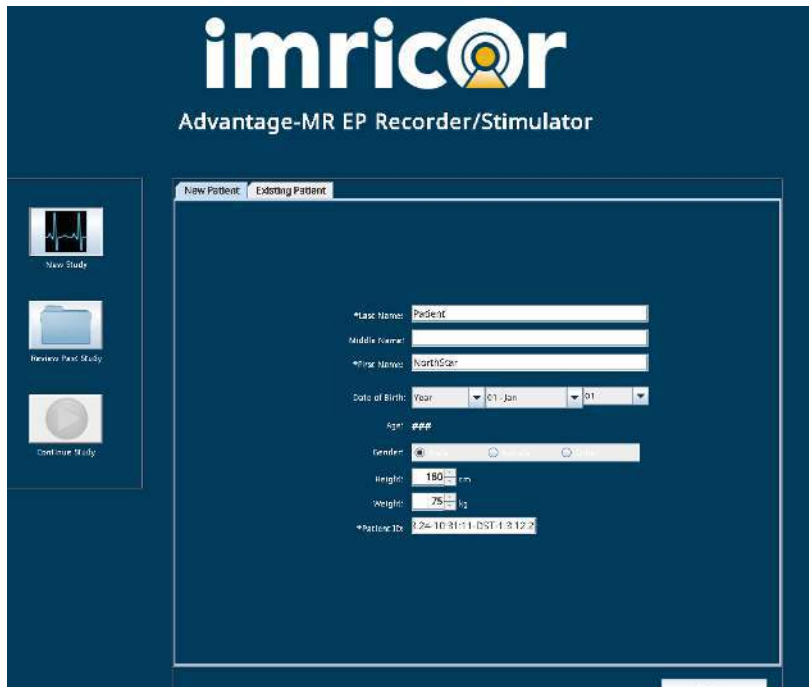 imricor
Advantage-MR EP Recorder/Stimulator
New Patient Existing Patient
New Study
Review Past Study
Continue Study
*Last Name: Patient
Middle Name:
*First Name: NorthStar
Date of Birth: Year 01-Jan 01
Age: ###
Gender:
Height: 180 cm
Weight: 75 kg
*Patient ID: